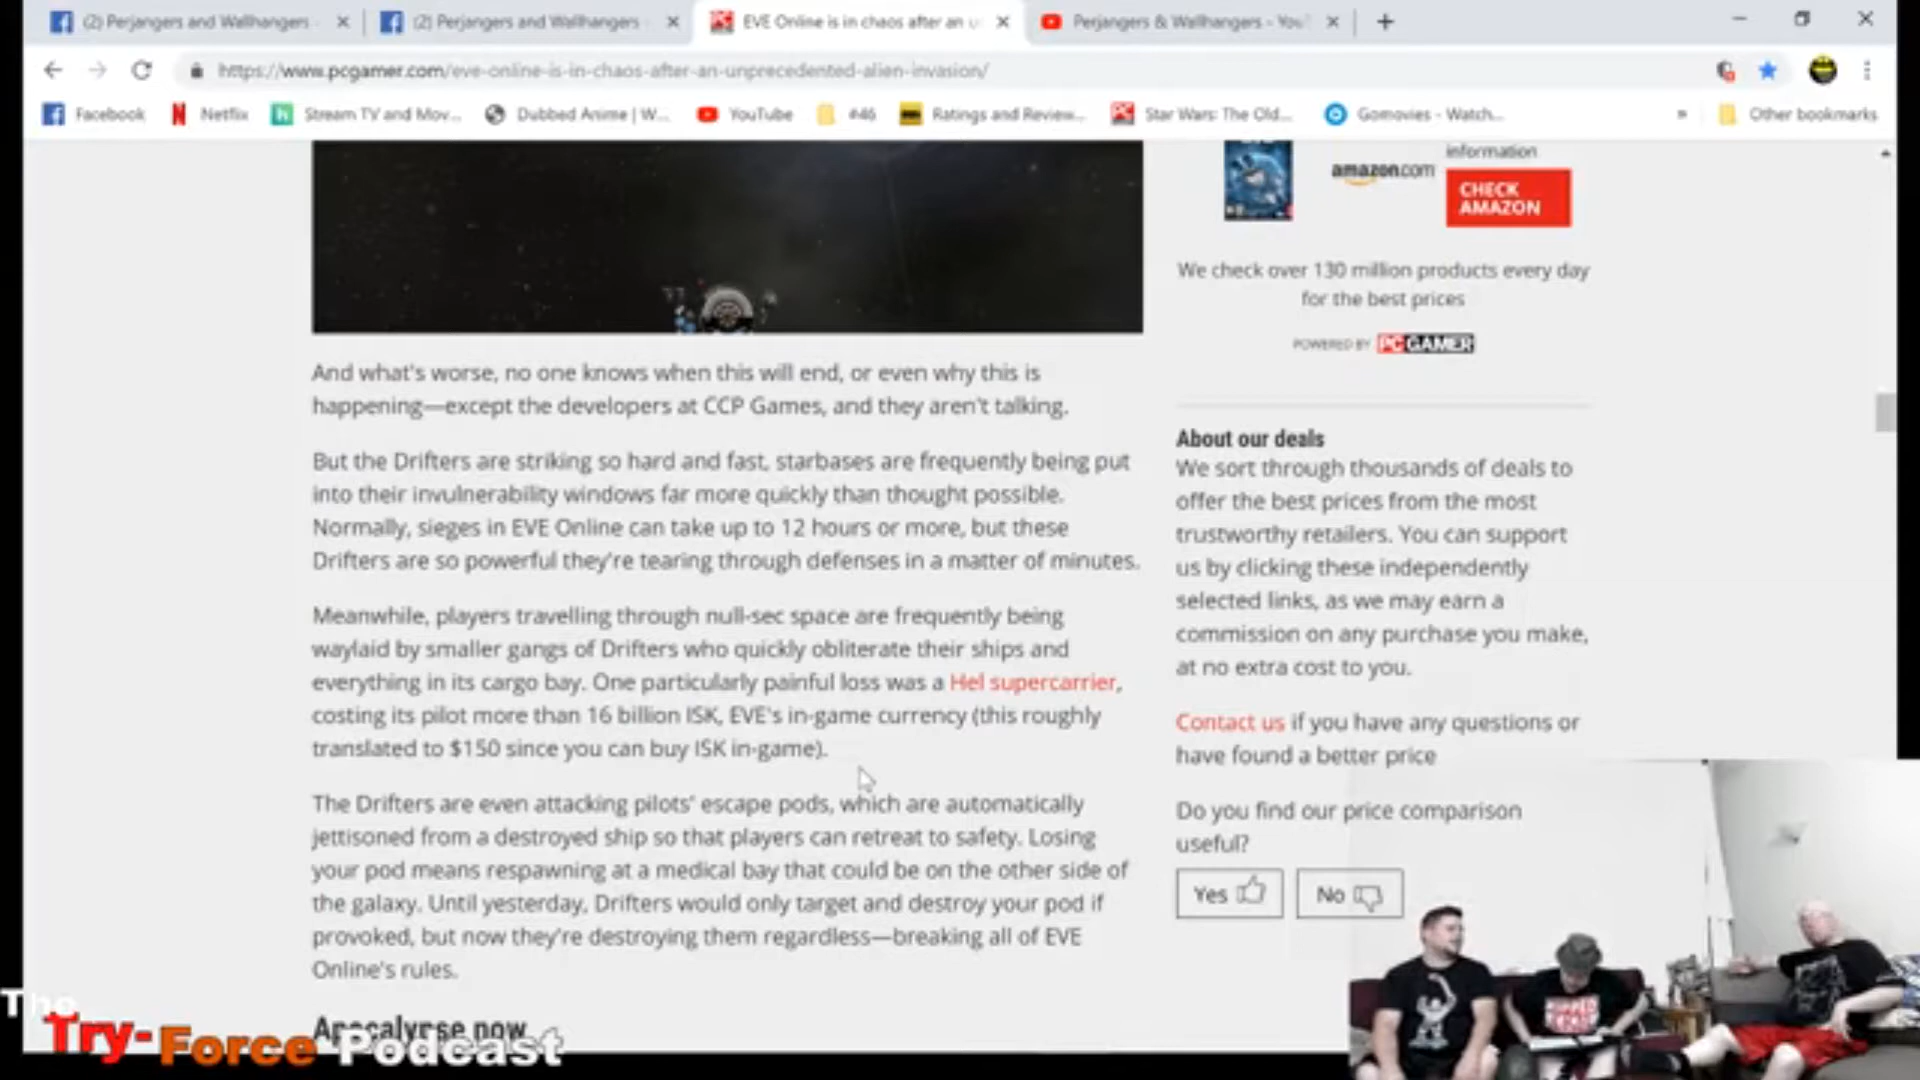 (2) Perjangers and Wallhangers
(2) Perjangers and Wallhangers
EVE Online is in chaos after an u
Perjangers & Wallhangers - You
https://www.pcgamer.com/eve-online-is-in-chaos-after-an-unprecedented-alien-invasion/
Facebook
Netflix
Stream TV and Mov...
Dubbed Anime | W...
YouTube
#46
Ratings and Review...
Star Wars: The Old...
Gomovies - Watch...
»
Other bookmarks
And what's worse, no one knows when this will end, or even why this is
happening—except the developers at CCP Games, and they aren't talking.
But the Drifters are striking so hard and fast, starbases are frequently being put
into their invulnerability windows far more quickly than thought possible.
Normally, sieges in EVE Online can take up to 12 hours or more, but these
Drifters are so powerful they're tearing through defenses in a matter of minutes.
Meanwhile, players travelling through null-sec space are frequently being
waylaid by smaller gangs of Drifters who quickly obliterate their ships and
everything in its cargo bay. One particularly painful loss was a Hel supercarrier,
costing its pilot more than 16 billion ISK, EVE's in-game currency (this roughly
translated to $150 since you can buy ISK in-game).
The Drifters are even attacking pilots' escape pods, which are automatically
jettisoned from a destroyed ship so that players can retreat to safety. Losing
your pod means respawning at a medical bay that could be on the other side of
the galaxy. Until yesterday, Drifters would only target and destroy your pod if
provoked, but now they're destroying them regardless—breaking all of EVE
Online's rules.
Apocalypse now
information
amazon.com
CHECK
AMAZON
We check over 130 million products every day
for the best prices
POWERED BY PC GAMER
About our deals
We sort through thousands of deals to
offer the best prices from the most
trustworthy retailers. You can support
us by clicking these independently
selected links, as we may earn a
commission on any purchase you make,
at no extra cost to you.
Contact us if you have any questions or
have found a better price
Do you find our price comparison
useful?
Yes
No
The
Try-Force Podcast